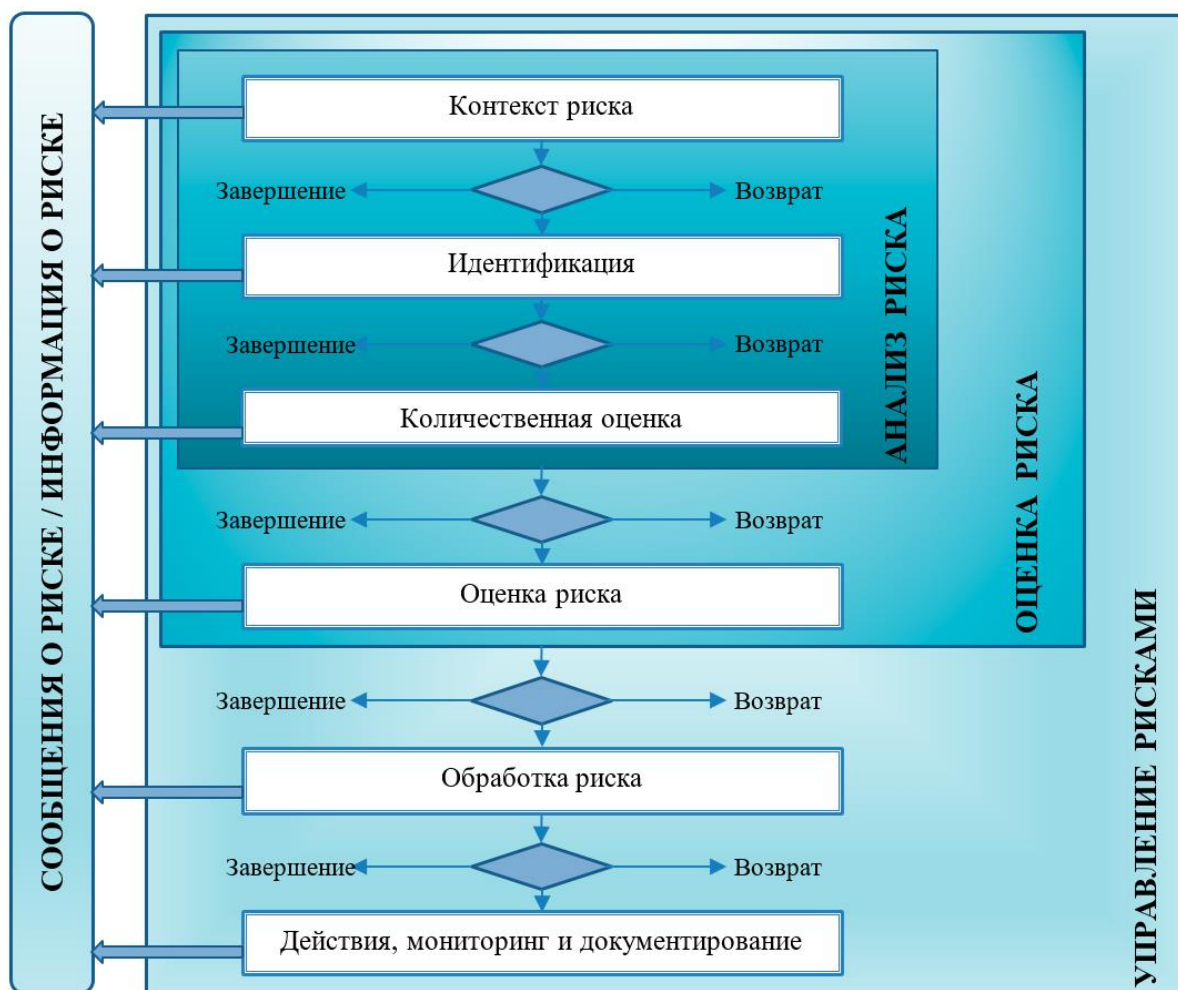 СООБЩЕНИЯ О РИСКЕ / ИНФОРМАЦИЯ О РИСКЕ
Контекст риска
Завершение
Возврат
Идентификация
Завершение
Возврат
Количественная оценка
АНАЛИЗ РИСКА
Завершение
Возврат
Оценка риска
ОЦЕНКА РИСКА
Завершение
Возврат
Обработка риска
Завершение
Возврат
Действия, мониторинг и документирование
УПРАВЛЕНИЕ РИСКАМИ